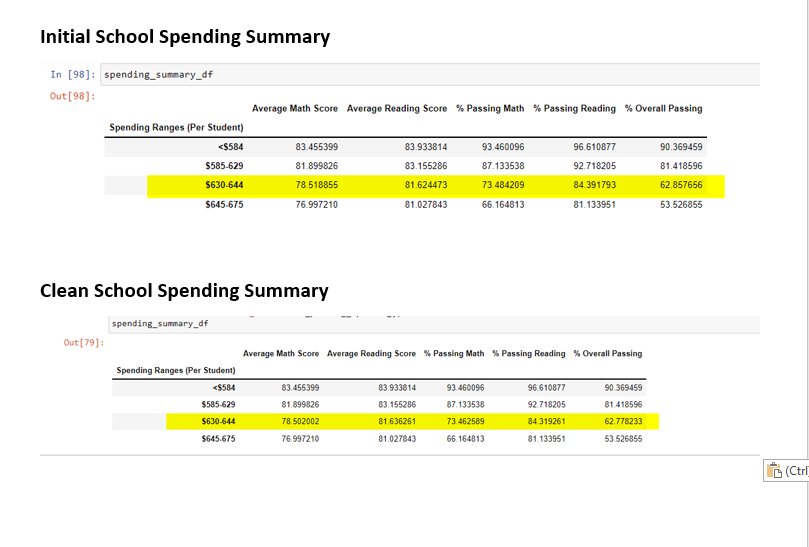 Initial School Spending Summary
In [98]: spending_summary_df
Out[98]:
Average Math Score Average Reading Score % Passing Math % Passing Reading % Overall Passing
Spending Ranges (Per Student)
<$584 83.455399 83.933814 93.460096 96.610877 90.369459
$585-629 81.899826 83.155286 87.133538 92.718205 81.418596
$630-644 78.518855 81.624473 73.484209 84.391793 62.857656
$645-675 76.997210 81.027843 66.164813 81.133951 53.526855
Clean School Spending Summary
spending_summary_df
Out[79]:
Average Math Score Average Reading Score % Passing Math % Passing Reading % Overall Passing
Spending Ranges (Per Student)
<$584 83.455399 83.933814 93.460096 96.610877 90.369459
$585-629 81.899826 83.155286 87.133538 92.718205 81.418596
$630-644 78.502002 81.636261 73.462589 84.319261 62.778233
$645-675 76.997210 81.027843 66.164813 81.133951 53.526855
(Ctrl